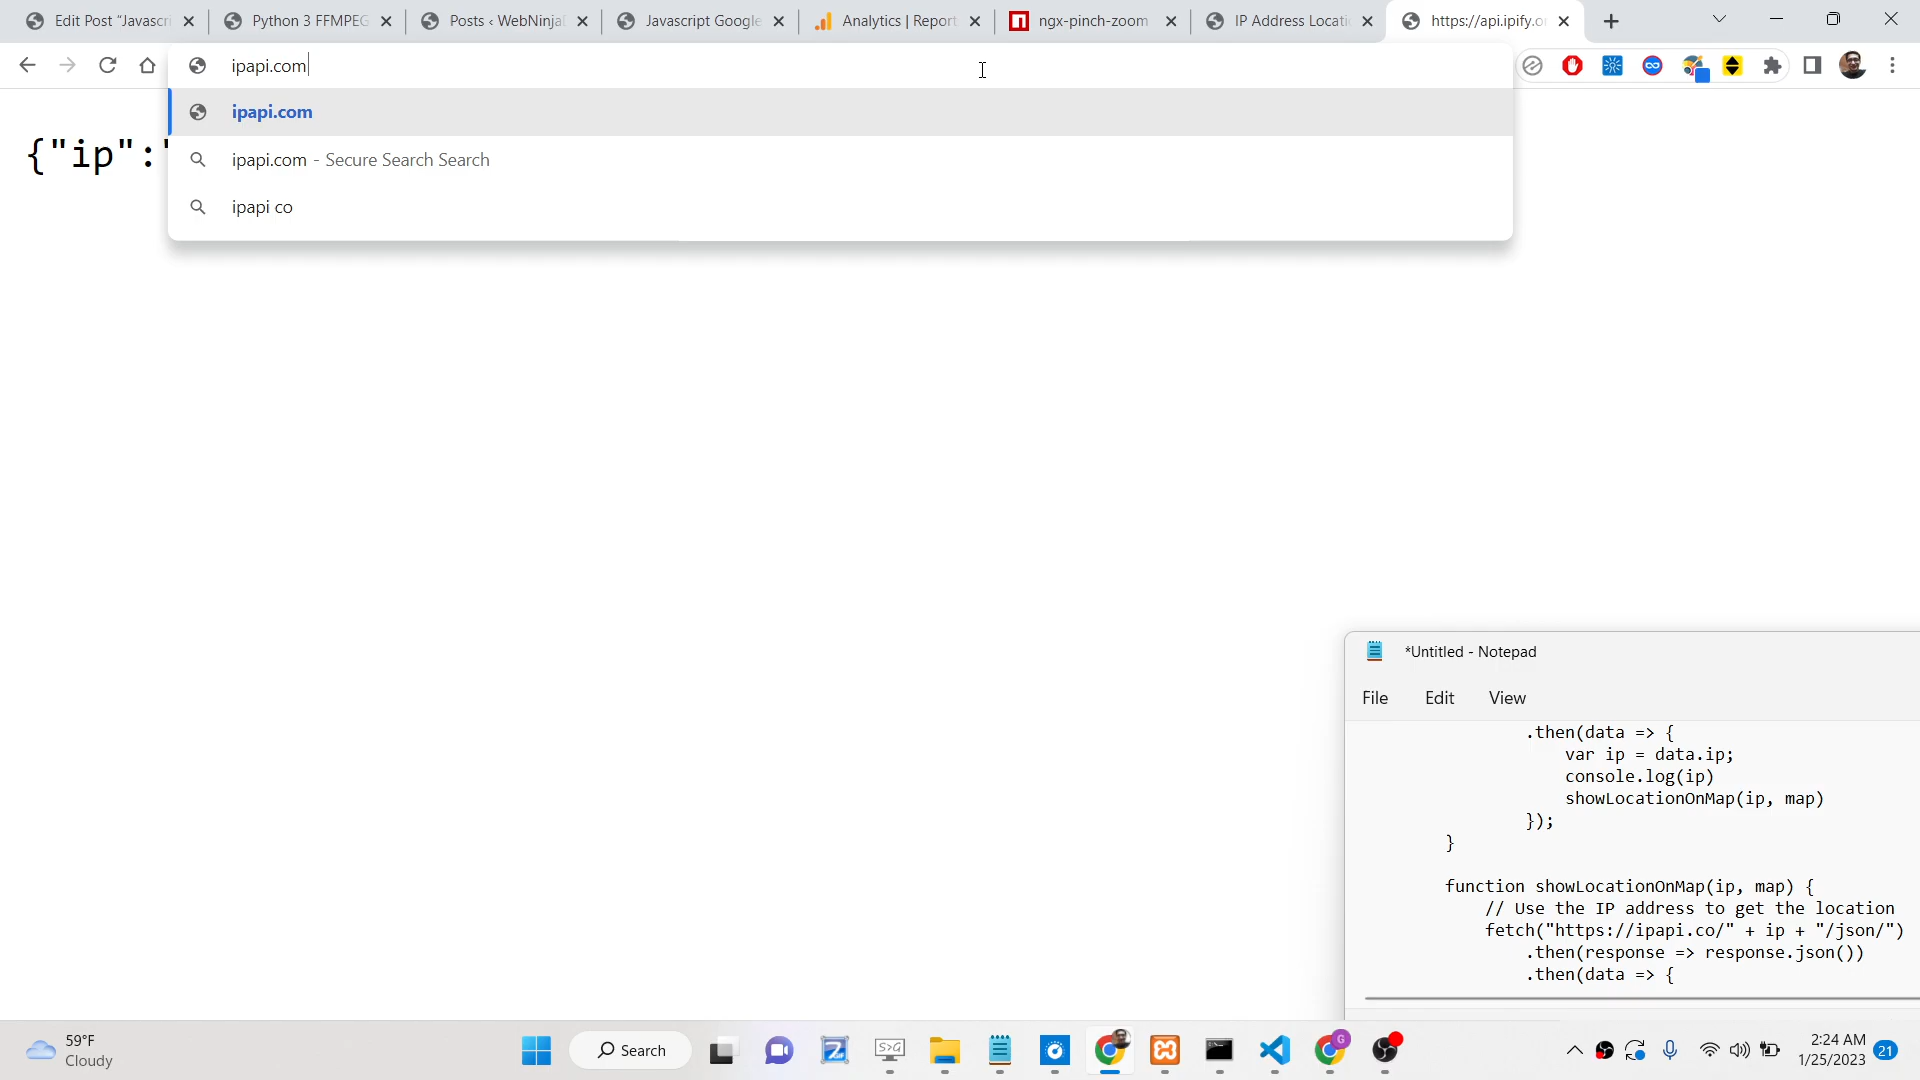 Edit Post “Javascri
Python 3 FFMPEG
Posts ‹ WebNinjaD
Javascript Google
Analytics | Report
ngx-pinch-zoom
IP Address Locati
https://api.ipify.o
ipapi.com
ipapi.com
ipapi.com - Secure Search Search
ipapi co
{"ip":"
*Untitled - Notepad
File Edit View
.then(data => {
var ip = data.ip;
console.log(ip)
showLocationOnMap(ip, map)
});
}
function showLocationOnMap(ip, map) {
// Use the IP address to get the location
fetch("https://ipapi.co/" + ip + "/json/")
.then(response => response.json())
.then(data => {
59°F
Cloudy
Search
S>G
G
2:24 AM
1/25/2023
21